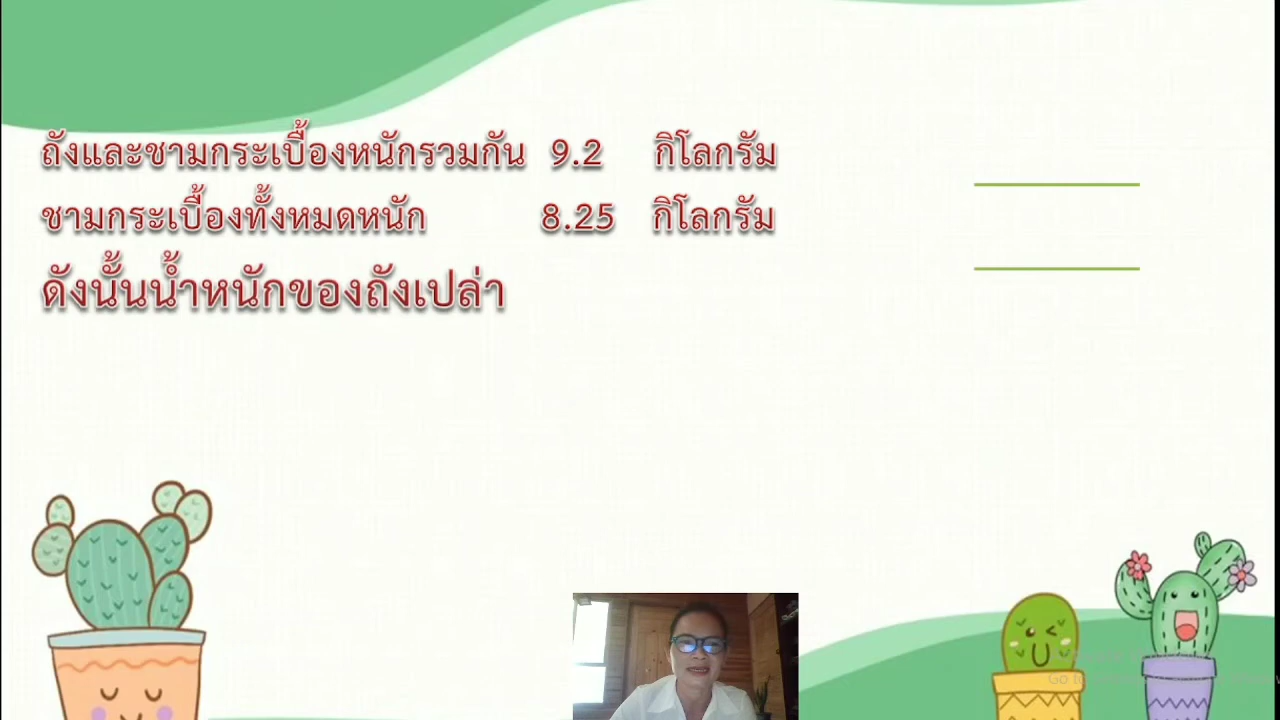 ถังและชามกระเบื้องหนักรวมกัน 9.2 กิโลกรัม
ชามกระเบื้องทั้งหมดหนัก 8.25 กิโลกรัม
ดังนั้นน้ำหนักของถังเปล่า
Go to